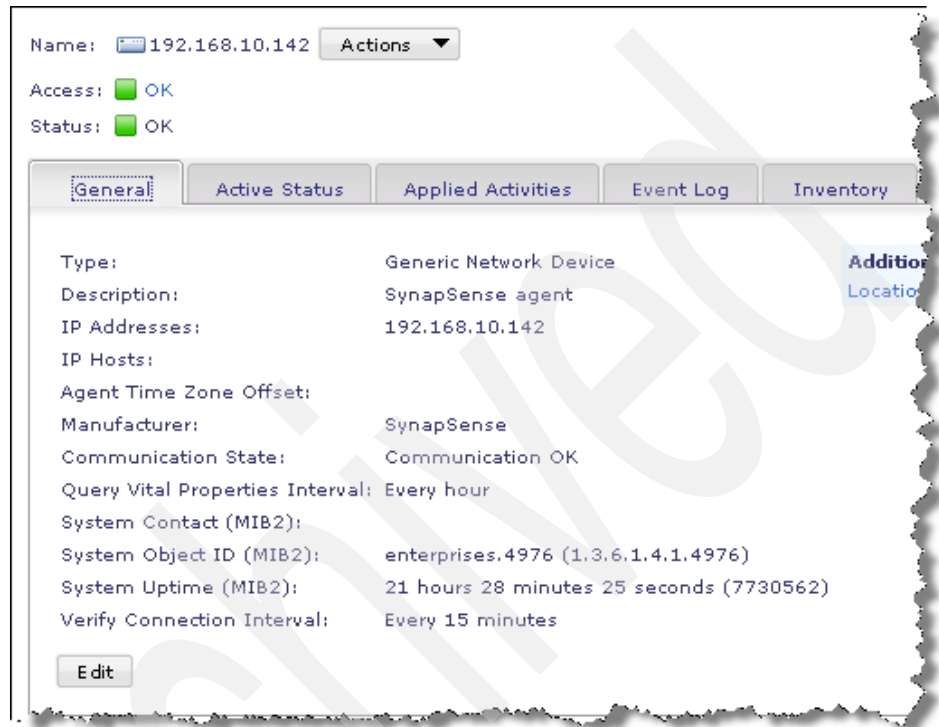 Name: 192.168.10.142 Actions
Access: OK
Status: OK
General Active Status Applied Activities Event Log Inventory
Type: Generic Network Device
Description: SynapSense agent
IP Addresses: 192.168.10.142
IP Hosts:
Agent Time Zone Offset:
Manufacturer: SynapSense
Communication State: Communication OK
Query Vital Properties Interval: Every hour
System Contact (MIB2):
System Object ID (MIB2): enterprises.4976 (1.3.6.1.4.1.4976)
System Uptime (MIB2): 21 hours 28 minutes 25 seconds (7730562)
Verify Connection Interval: Every 15 minutes
Edit